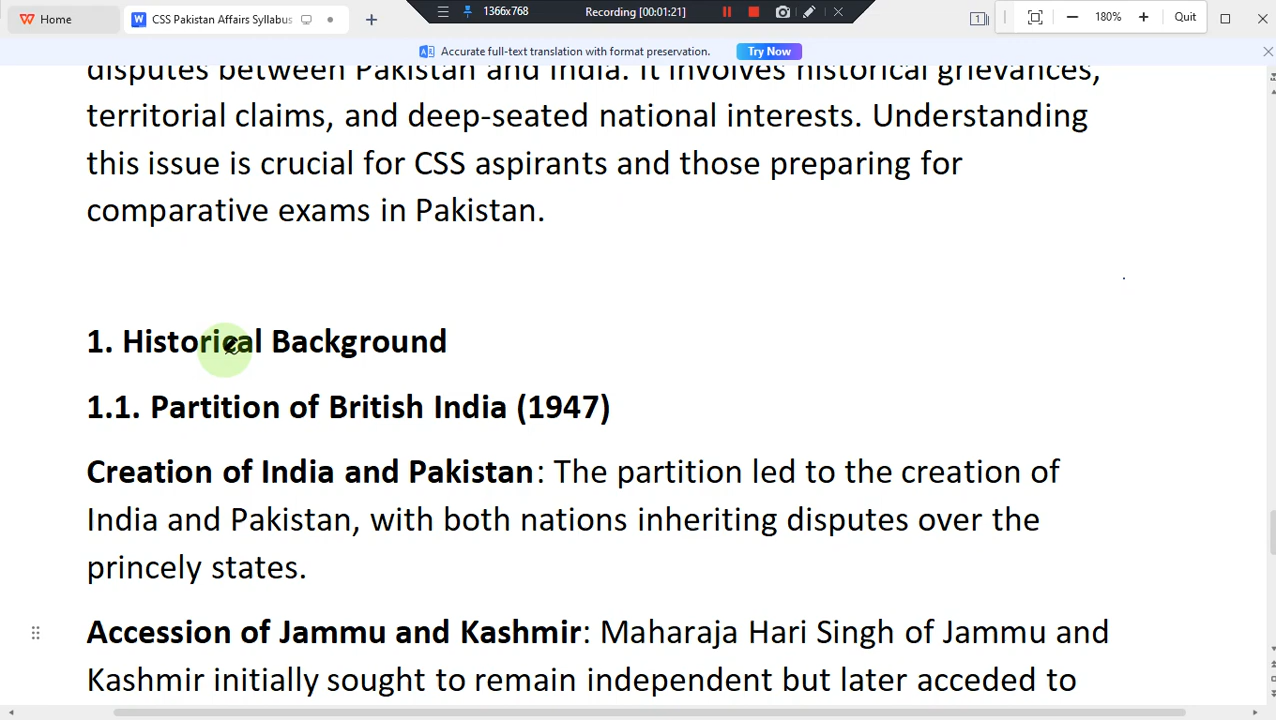 Home
CSS Pakistan Affairs Syllabus
1366x768
Recording [00:01:21]
1
180%
Quit
Accurate full-text translation with format preservation.
Try Now
disputes between Pakistan and India. It involves historical grievances,
territorial claims, and deep-seated national interests. Understanding
this issue is crucial for CSS aspirants and those preparing for
comparative exams in Pakistan.
1. Historical Background
1.1. Partition of British India (1947)
Creation of India and Pakistan: The partition led to the creation of
India and Pakistan, with both nations inheriting disputes over the
princely states.
Accession of Jammu and Kashmir: Maharaja Hari Singh of Jammu and
Kashmir initially sought to remain independent but later acceded to